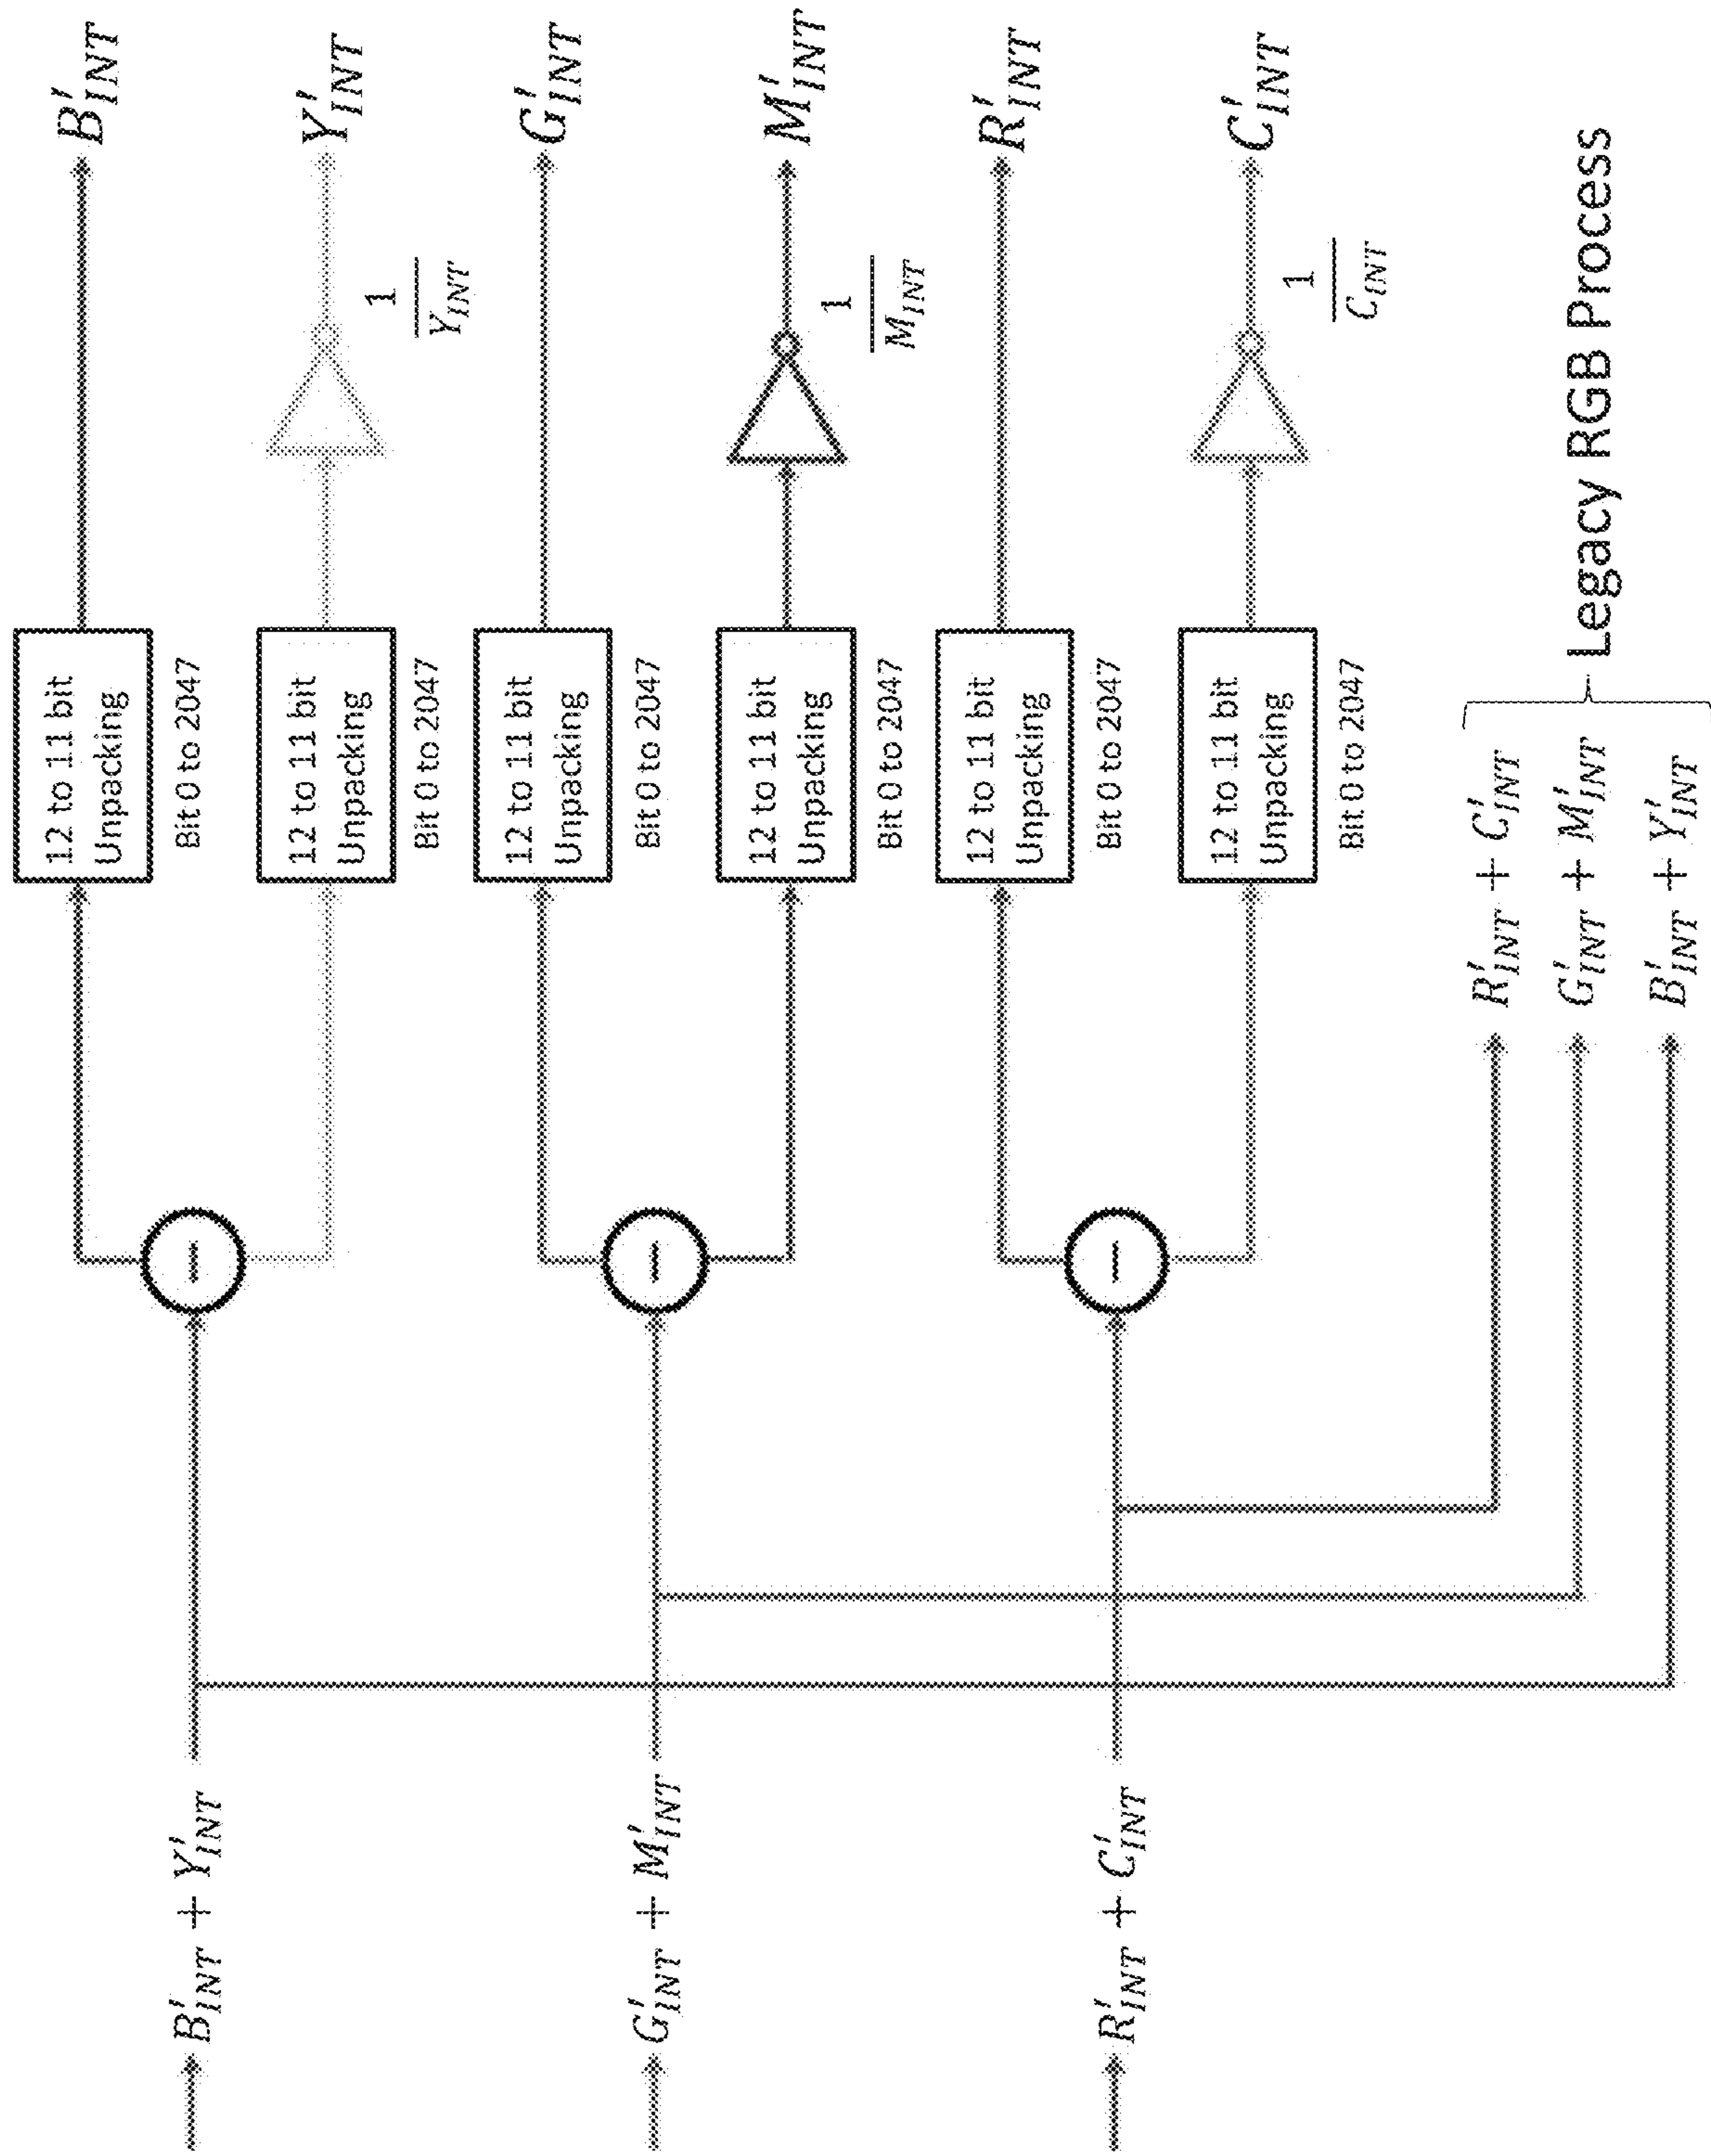 B′INT + Y′INT
G′INT + M′INT
R′INT + C′INT
−
−
−
12 to 11 bit
Unpacking
Bit 0 to 2047
12 to 11 bit
Unpacking
Bit 0 to 2047
12 to 11 bit
Unpacking
Bit 0 to 2047
12 to 11 bit
Unpacking
Bit 0 to 2047
12 to 11 bit
Unpacking
Bit 0 to 2047
12 to 11 bit
Unpacking
Bit 0 to 2047
R′INT + C′INT
G′INT + M′INT
B′INT + Y′INT
Legacy RGB Process
1
YINT
1
MINT
1
CINT
B′INT
Y′INT
G′INT
M′INT
R′INT
C′INT